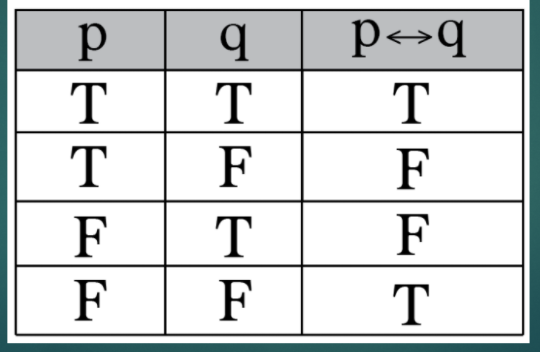 p q p↔q
T T T
T F F
F T F
F F T